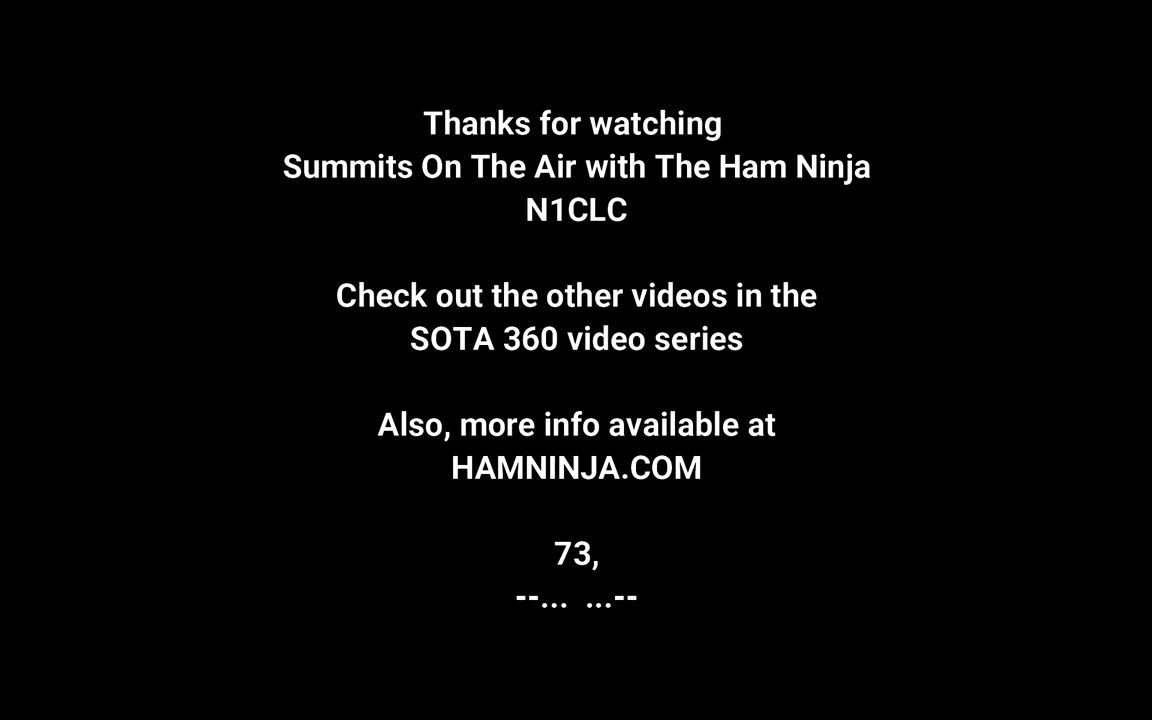 Thanks for watching
Summits On The Air with The Ham Ninja
N1CLC
Check out the other videos in the
SOTA 360 video series
Also, more info available at
HAMNINJA.COM
73,
--...  ...--